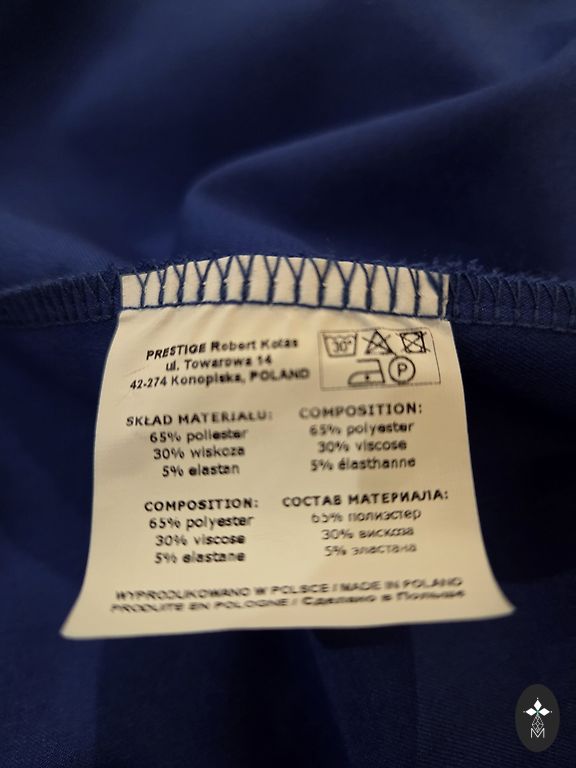 PRESTIGE Robert Kolas
ul. Towarowa 14
42-274 Konopiska, POLAND
30°
P
SKŁAD MATERIAŁU:
65% poliester
30% wiskoza
5% elastan
COMPOSITION:
65% polyester
30% viscose
5% élasthanne
COMPOSITION:
65% polyester
30% viscose
5% elastane
СОСТАВ МАТЕРИАЛА:
65% полиэстер
30% вискоза
5% эластана
WYPRODUKOWANO W POLSCE / MADE IN POLAND
PRODUITE EN POLOGNE / Сделано в Польше
M